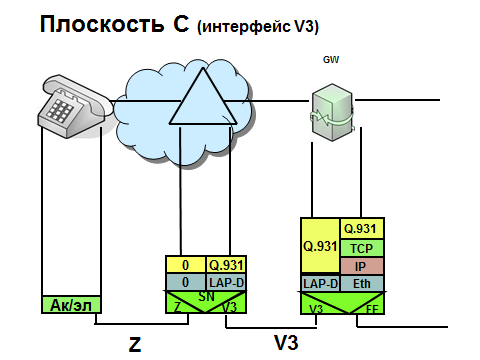 Плоскость С (интерфейс V3)
GW
Q.931
Q.931
TCP
IP
LAP-D Eth
V3 FE
0 Q.931
0 LAP-D
SN
Z V3
Ак/эл
Z
V3